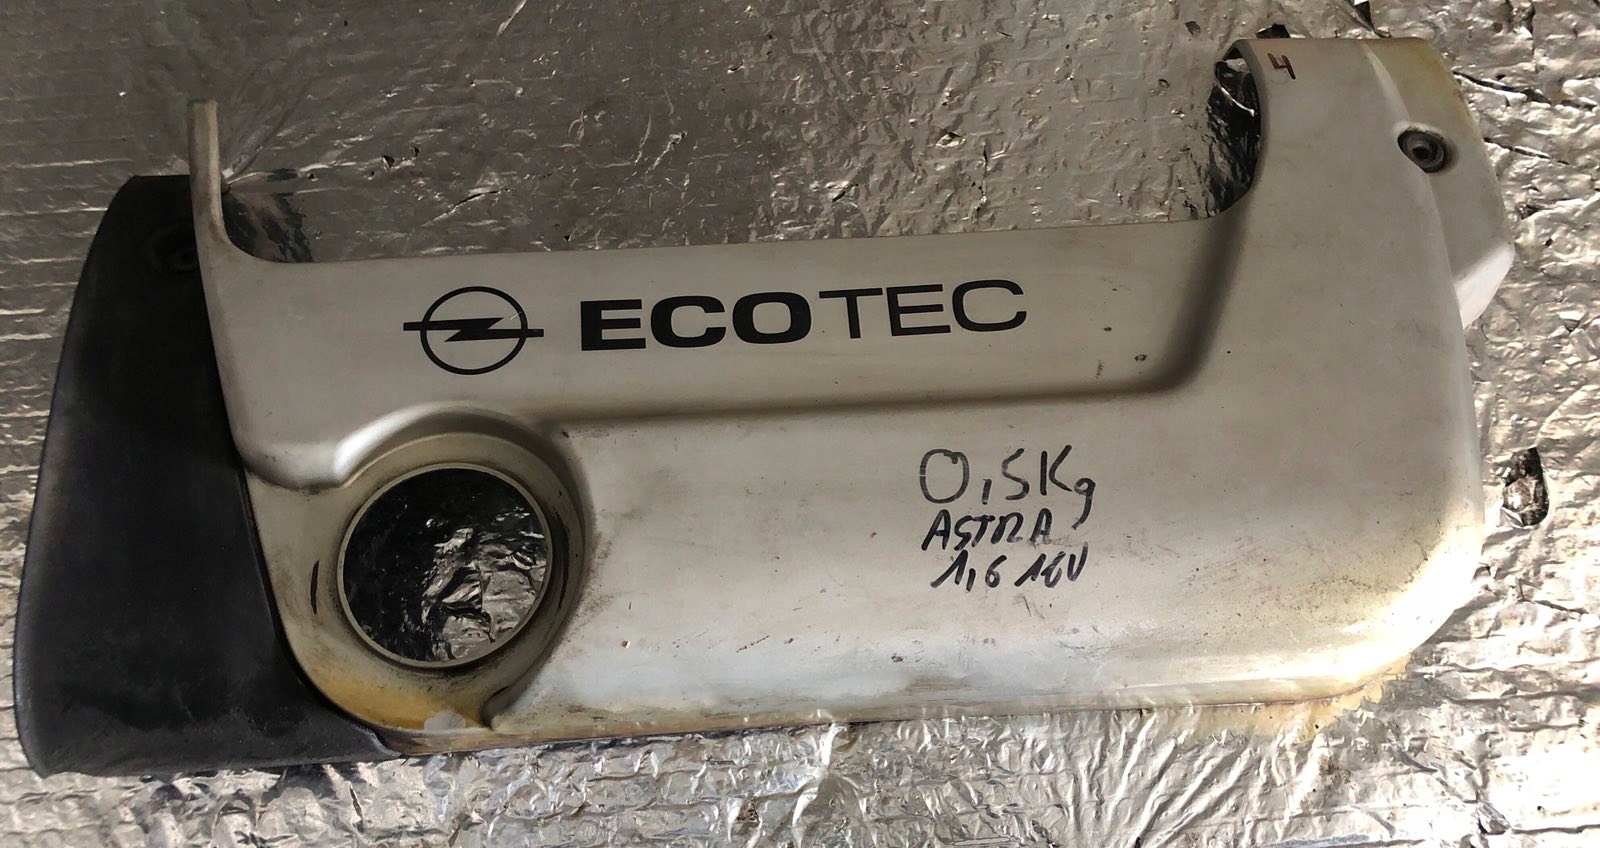 4
ECOTEC
0,5Kg
ASTRA
1,6 16V